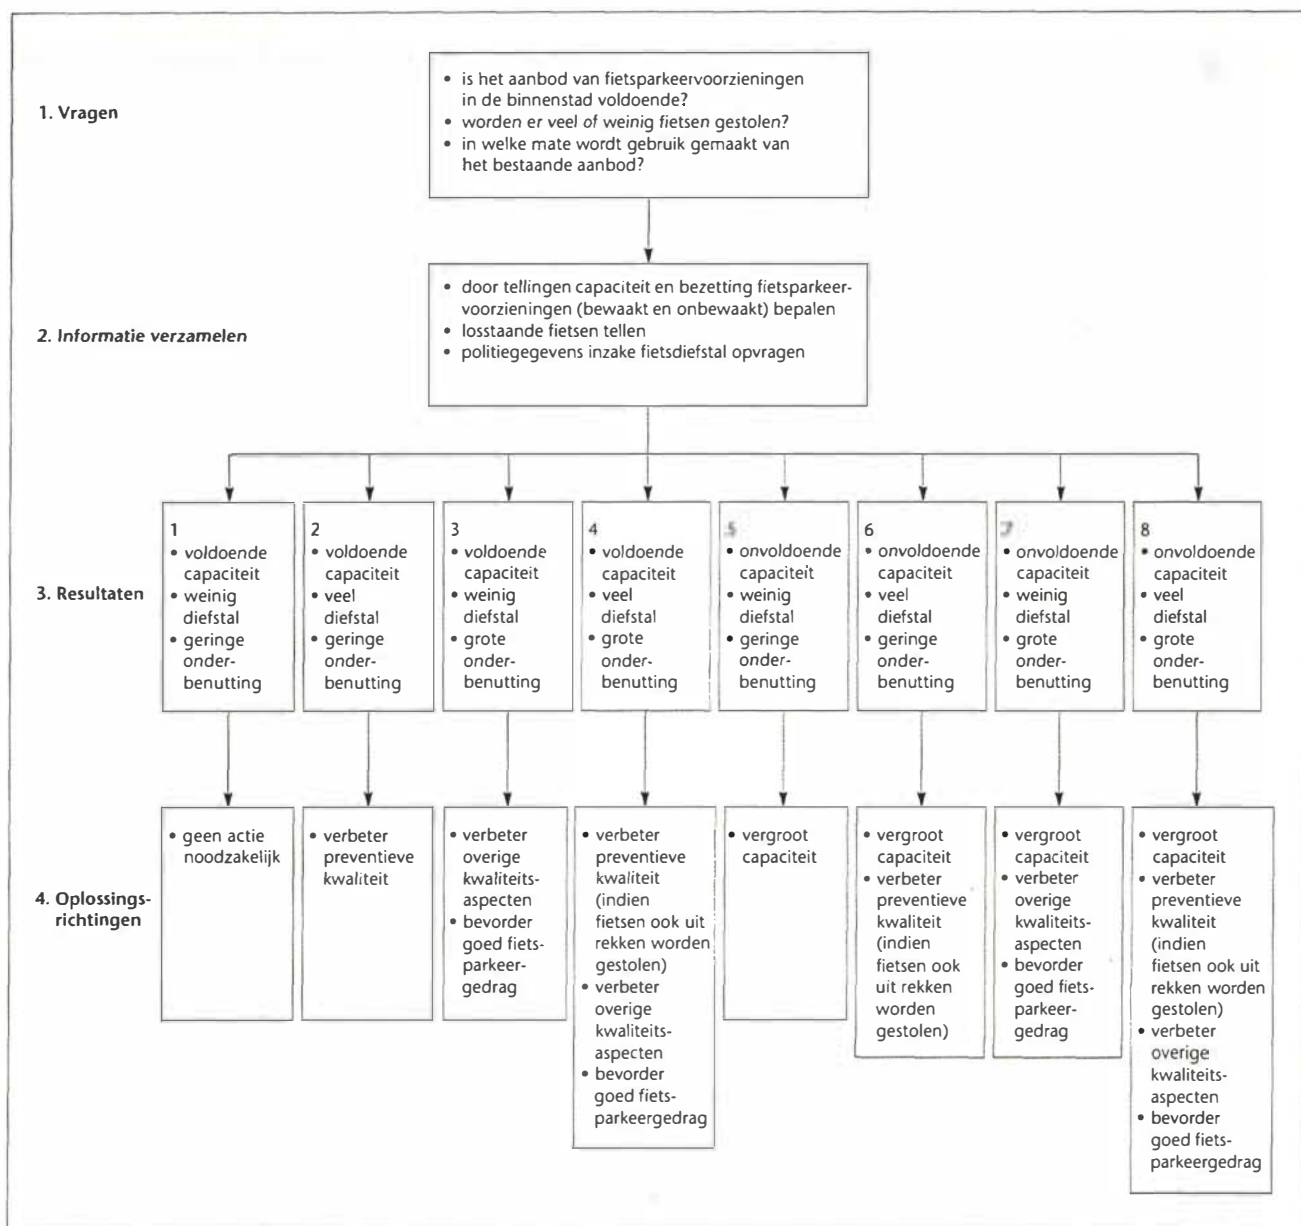 1. Vragen
• is het aanbod van fietsparkeervoorzieningen
in de binnenstad voldoende?
• worden er veel of weinig fietsen gestolen?
• in welke mate wordt gebruik gemaakt van
het bestaande aanbod?
2. Informatie verzamelen
• door tellingen capaciteit en bezetting fietsparkeer-
voorzieningen (bewaakt en onbewaakt) bepalen
• losstaande fietsen tellen
• politiegegevens inzake fietsdiefstal opvragen
3. Resultaten
1
• voldoende
capaciteit
• weinig
diefstal
• geringe
onder-
benutting
2
• voldoende
capaciteit
• veel
diefstal
• geringe
onder-
benutting
3
• voldoende
capaciteit
• weinig
diefstal
• grote
onder-
benutting
4
• voldoende
capaciteit
• veel
diefstal
• grote
onder-
benutting
5
• onvoldoende
capaciteit
• weinig
diefstal
• geringe
onder-
benutting
6
• onvoldoende
capaciteit
• veel
diefstal
• geringe
onder-
benutting
7
• onvoldoende
capaciteit
• weinig
diefstal
• grote
onder-
benutting
8
• onvoldoende
capaciteit
• veel
diefstal
• grote
onder-
benutting
4. Oplossings-
richtingen
• geen actie
noodzakelijk
• verbeter
preventieve
kwaliteit
• verbeter
overige
kwaliteits-
aspecten
• bevorder
goed fiets-
parkeer-
gedrag
• verbeter
preventieve
kwaliteit
(indien
fietsen ook uit
rekken worden
gestolen)
• verbeter
overige
kwaliteits-
aspecten
• bevorder
goed fiets-
parkeergedrag
• vergroot
capaciteit
• vergroot
capaciteit
• verbeter
preventieve
kwaliteit
(indien
fietsen ook
uit rekken
worden
gestolen)
• vergroot
capaciteit
• verbeter
overige
kwaliteits-
aspecten
• bevorder
goed fiets-
parkeer-
gedrag
• vergroot
capaciteit
• verbeter
preventieve
kwaliteit
(indien
fietsen ook uit
rekken worden
gestolen)
• verbeter
overige
kwaliteits-
aspecten
• bevorder
goed fiets-
parkeergedrag